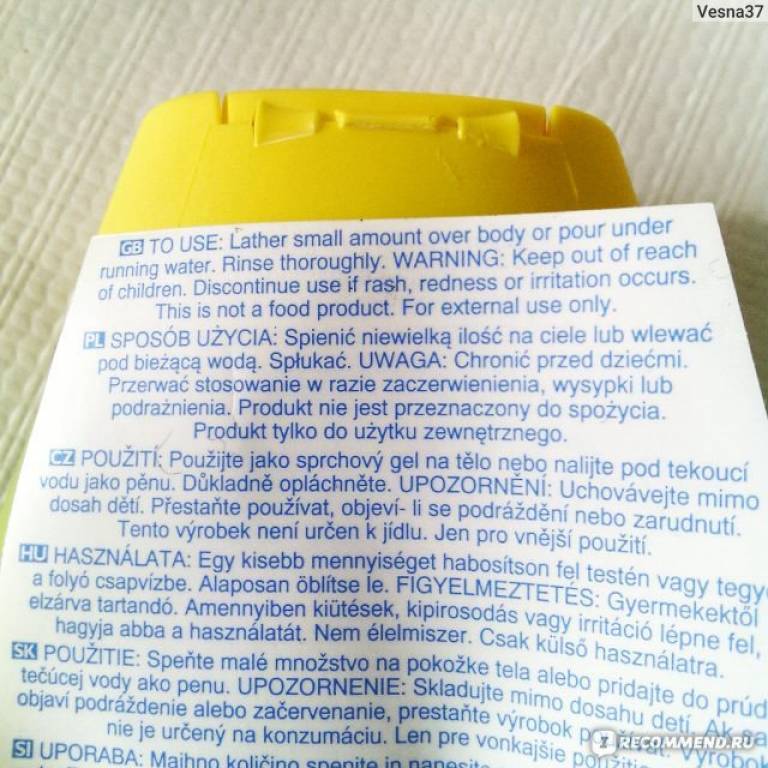 Vesna37
GB TO USE: Lather small amount over body or pour under
running water. Rinse thoroughly. WARNING: Keep out of reach
of children. Discontinue use if rash, redness or irritation occurs.
This is not a food product. For external use only.
PL SPOSÓB UŻYCIA: Spienić niewielką ilość na ciele lub wlewać
pod bieżącą wodą. Spłukać. UWAGA: Chronić przed dziećmi.
Przerwać stosowanie w razie zaczerwienienia, wysypki lub
podrażnienia. Produkt nie jest przeznaczony do spożycia.
Produkt tylko do użytku zewnętrznego.
CZ POUŽITÍ: Použijte jako sprchový gel na tělo nebo nalijte pod tekoucí
vodu jako pěnu. Důkladně opláchněte. UPOZORNĚNÍ: Uchovávejte mimo
dosah dětí. Přestaňte používat, objeví- li se podráždění nebo zarudnutí.
Tento výrobek není určen k jídlu. Jen pro vnější použití.
HU HASZNÁLATA: Egy kisebb mennyiséget habosítson fel testén vagy tegy
a folyó csapvízbe. Alaposan öblítse le. FIGYELMEZTETÉS: Gyermekektől
elzárva tartandó. Amennyiben kiütések, kipirosodás vagy irritáció lépne fel,
hagyja abba a használatát. Nem élelmiszer. Csak külső használatra.
SK POUŽITIE: Speňte malé množstvo na pokožke tela alebo pridajte do prúd
tečúcej vody ako penu. UPOZORNENIE: Skladujte mimo dosahu detí. Ak sa
objaví podráždenie alebo začervenanie, prestaňte výrobok
nie je určený na konzumáciu. Len pre vonkajšie
SI UPORABA: Majhno količino spenite in
IRECOMMEND.RU